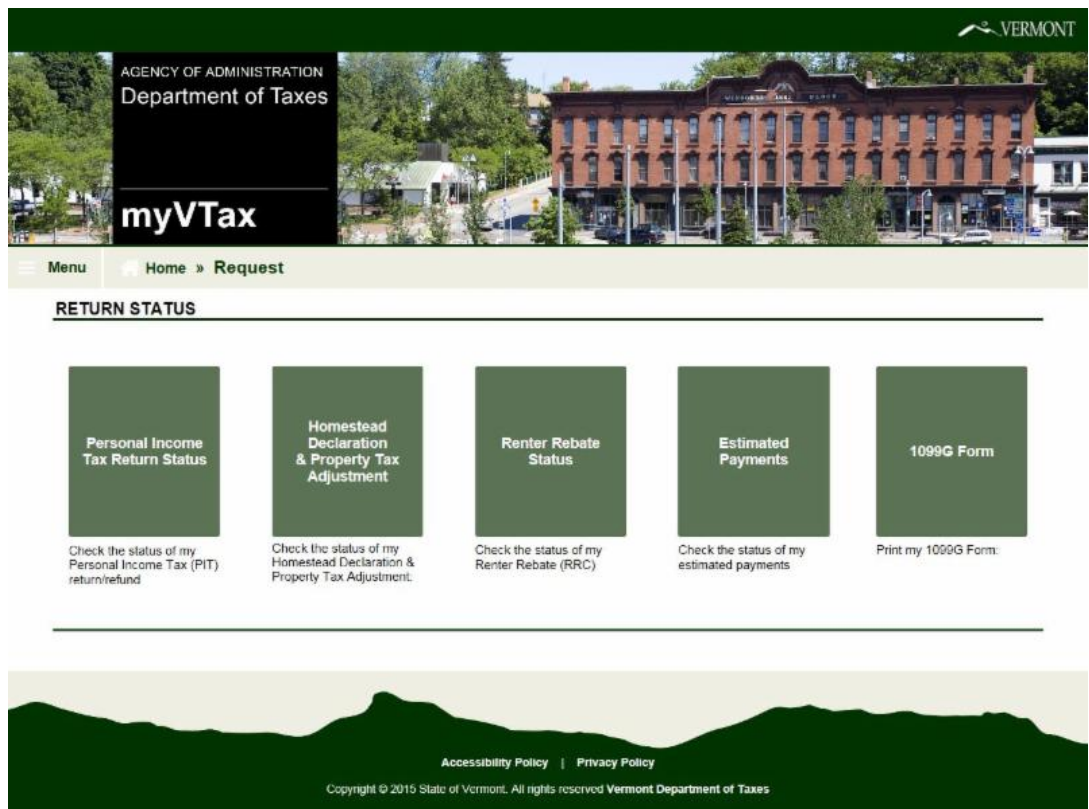 VERMONT
AGENCY OF ADMINISTRATION
Department of Taxes
myVTax
Menu
Home » Request
RETURN STATUS
Personal Income
Tax Return Status
Check the status of my
Personal Income Tax (PIT)
return/refund
Homestead
Declaration
& Property Tax
Adjustment
Check the status of my
Homestead Declaration &
Property Tax Adjustment:
Renter Rebate
Status
Check the status of my
Renter Rebate (RRC)
Estimated
Payments
Check the status of my
estimated payments
1099G Form
Print my 1099G Form:
Accessibility Policy | Privacy Policy
Copyright © 2015 State of Vermont. All rights reserved Vermont Department of Taxes